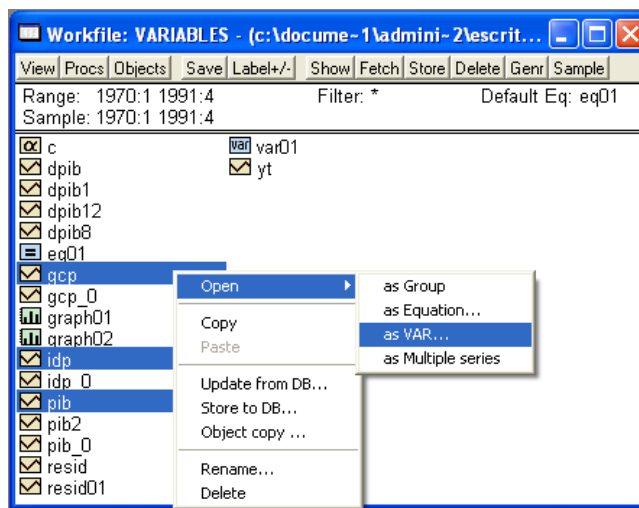 Workfile: VARIABLES - (c:\docume~1\admini~2\escrit...
View Procs Objects Save Label+/- Show Fetch Store Delete Genr Sample
Range: 1970:1 1991:4 Filter: * Default Eq: eq01
Sample: 1970:1 1991:4
c
dpib
dpib1
dpib12
dpib8
eq01
gcp
gcp_0
graph01
graph02
idp
idp_0
pib
pib2
pib_0
resid
resid01
var var01
yt
Open
Copy
Paste
Update from DB...
Store to DB...
Object copy ...
Rename...
Delete
as Group
as Equation...
as VAR...
as Multiple series